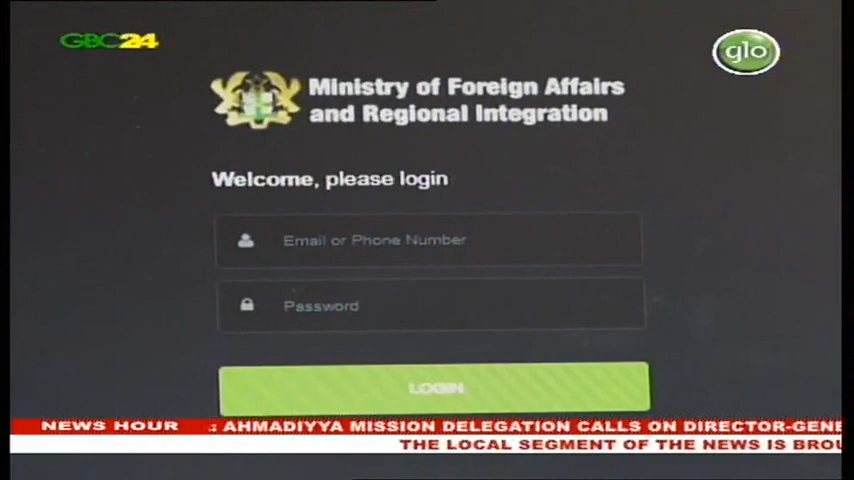 GBC24
glo
Ministry of Foreign Affairs
and Regional Integration
Welcome, please login
Email or Phone Number
Password
LOGIN
NEWS HOUR
.: AHMADIYYA MISSION DELEGATION CALLS ON DIRECTOR-GENE
THE LOCAL SEGMENT OF THE NEWS IS BROU